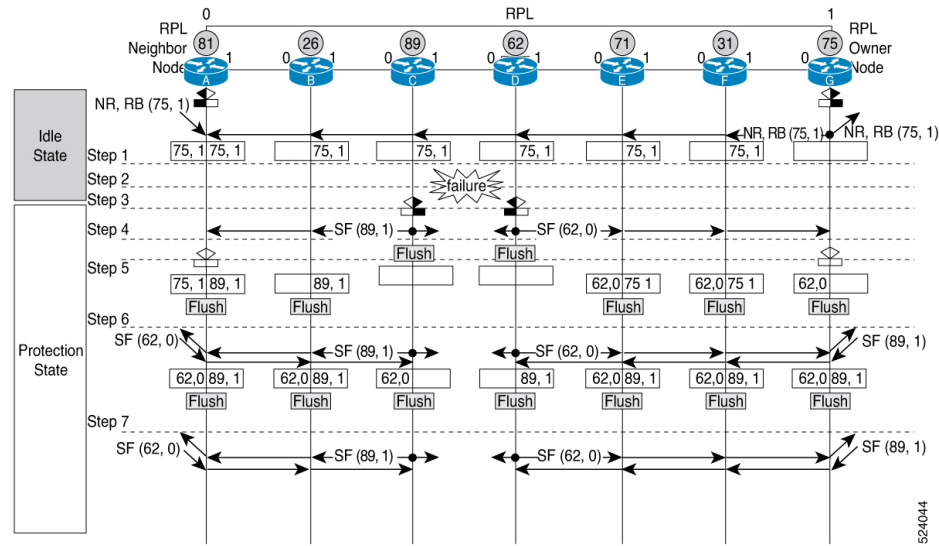 0 RPL 1
RPL Neighbor Node
81 26 89 62 71 31 75
RPL Owner Node
0 1 0 1 0 1 0 1 0 1 0 1 0
A B C D E F G
Idle State
NR, RB (75, 1)
NR, RB (75, 1)
NR, RB (75, 1)
75, 1 75, 1
75, 1
75, 1
75, 1
75, 1
75, 1
Step 1
Step 2
failure
Step 3
Step 4
SF (89, 1)
SF (62, 0)
Flush
Flush
Step 5
75, 1 89, 1
89, 1
62,0 75 1
62,0 75 1
62,0
Flush
Flush
Flush
Flush
Flush
Step 6
Protection State
SF (62, 0)
SF (89, 1)
SF (62, 0)
SF (89, 1)
62,0 89, 1
62,0 89, 1
62,0
89, 1
62,0 89, 1
62,0 89, 1
62,0 89, 1
Flush
Flush
Flush
Flush
Flush
Flush
Flush
Step 7
SF (62, 0)
SF (89, 1)
SF (62, 0)
SF (89, 1)
524044